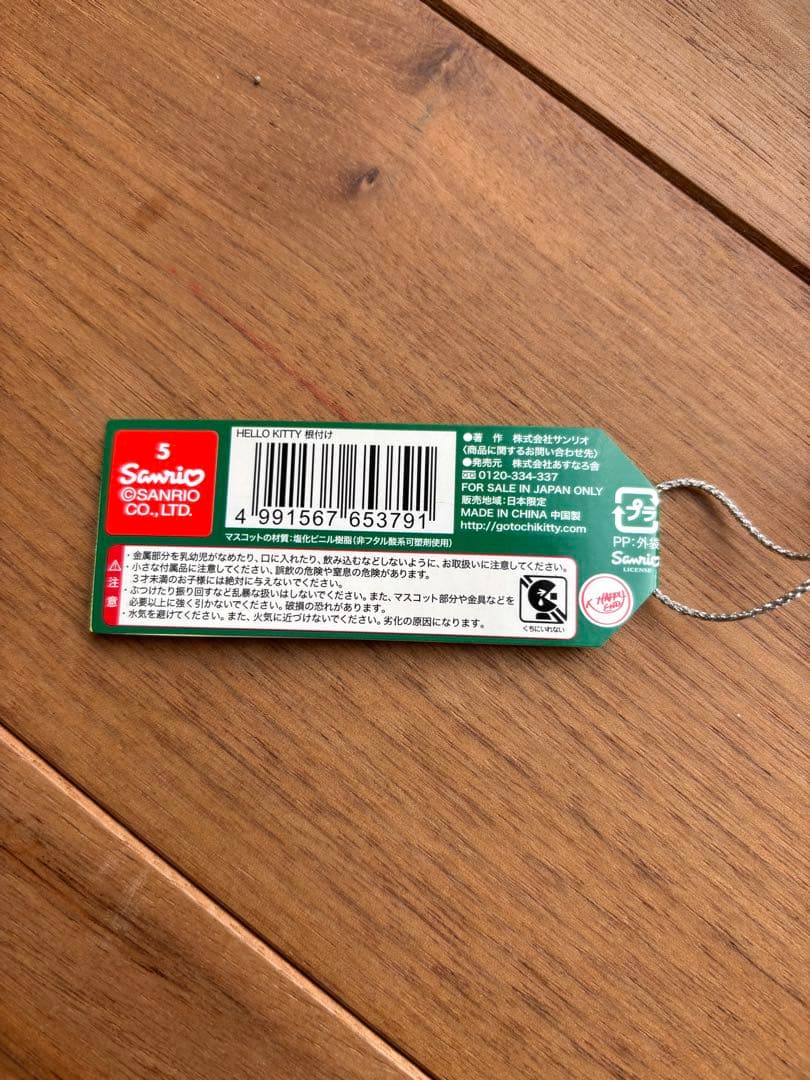 5
Sanrio
©SANRIO
CO., LTD.
HELLO KITTY 根付け
4 991567 653791
マスコットの材質:塩化ビニル樹脂(非フタル酸系可塑剤使用)
●著 作 株式会社サンリオ
〈商品に関するお問い合わせ先〉
●発売元 株式会社あすなろ舎
0120-334-337
FOR SALE IN JAPAN ONLY
販売地域:日本限定
MADE IN CHINA 中国製
http://gotochikitty.com
プラ
PP:外袋
Sanrio
LICENSE
HAPPY
END
注意
・金属部分を乳幼児がなめたり、口に入れたり、飲み込むなどしないように、お取扱いに注意してください。
・小さな付属品に注意してください、誤飲の危険や窒息の危険があります。
3才未満のお子様には絶対に与えないでください。
・ぶつけたり振り回すなど乱暴な扱いはしないでください。また、マスコット部分や金具などを
必要以上に強く引かないでください。破損の恐れがあります。
・水気を避けてください。また、火気に近づけないでください。劣化の原因になります。
くちにいれない